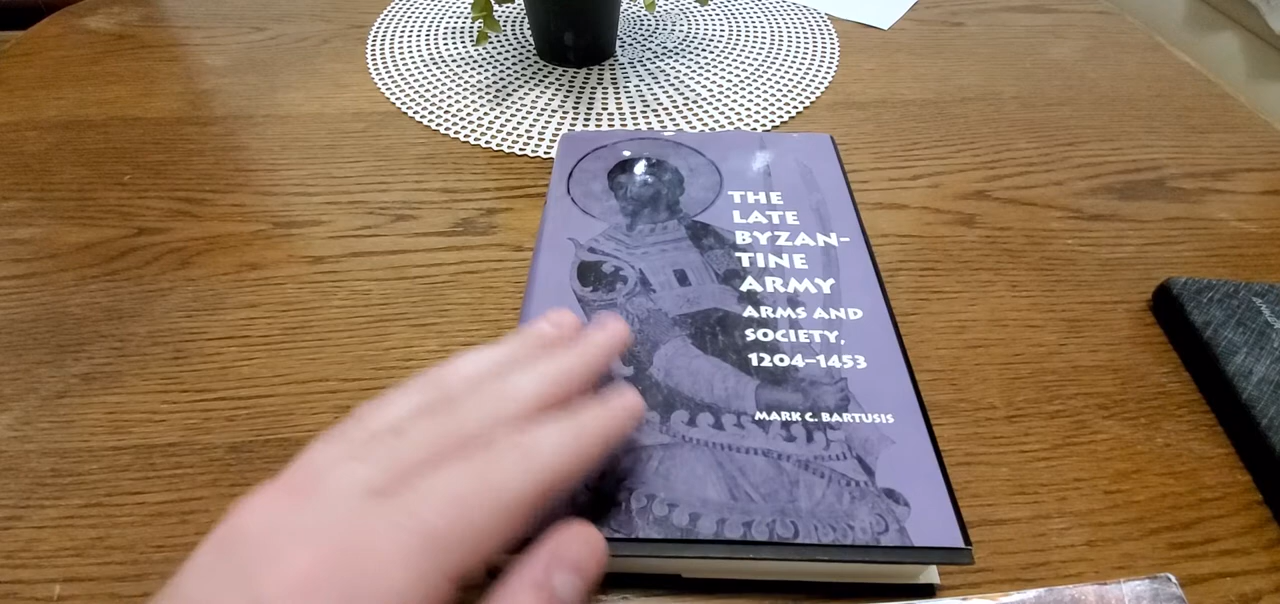 THE
LATE
BYZAN-
TINE
ARMY
ARMS AND
SOCIETY,
1204–1453
MARK C. BARTUSIS